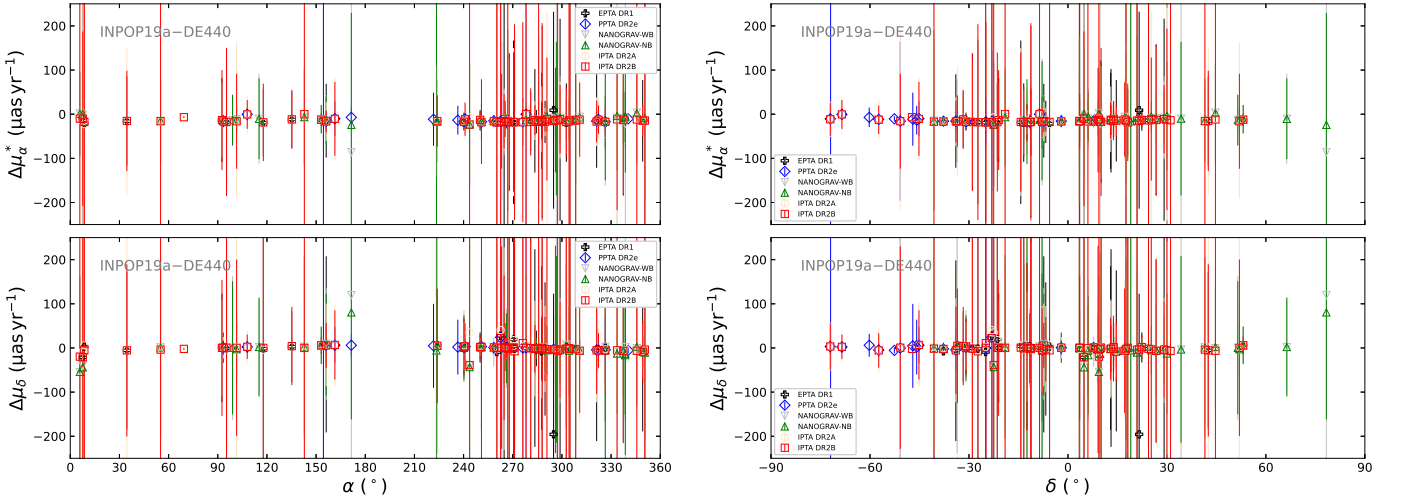 200
100
0
−100
−200
Δμ*α (μas yr−1)
INPOP19a−DE440
EPTA DR1
PPTA DR2e
NANOGRAV-WB
NANOGRAV-NB
IPTA DR2A
IPTA DR2B
200
100
0
−100
−200
Δμ*α (μas yr−1)
INPOP19a−DE440
EPTA DR1
PPTA DR2e
NANOGRAV-WB
NANOGRAV-NB
IPTA DR2A
IPTA DR2B
200
100
0
−100
−200
Δμδ (μas yr−1)
INPOP19a−DE440
EPTA DR1
PPTA DR2e
NANOGRAV-WB
NANOGRAV-NB
IPTA DR2A
IPTA DR2B
0 30 60 90 120 150 180 210 240 270 300 330 360
α (°)
200
100
0
−100
−200
Δμδ (μas yr−1)
INPOP19a−DE440
EPTA DR1
PPTA DR2e
NANOGRAV-WB
NANOGRAV-NB
IPTA DR2A
IPTA DR2B
−90 −60 −30 0 30 60 90
δ (°)